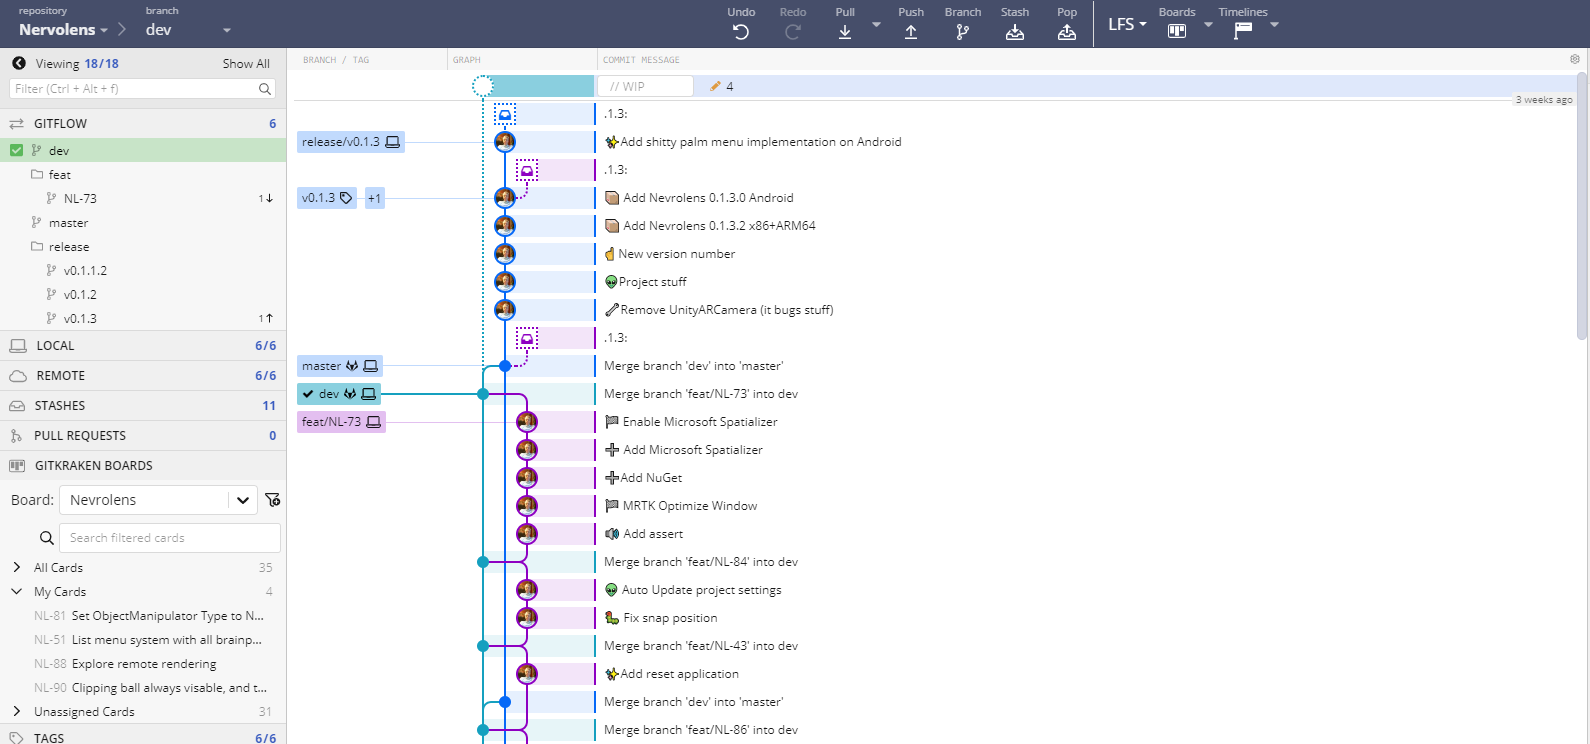 repository
branch
Nervolens
dev
Undo
Redo
Pull
Push
Branch
Stash
Pop
LFS
Boards
Timelines
Viewing 18/18
Show All
Filter (Ctrl + Alt + f)
GITFLOW 6
dev
feat
NL-73 1
master
release
v0.1.1.2
v0.1.2
v0.1.3 1
LOCAL 6/6
REMOTE 6/6
STASHES 11
PULL REQUESTS 0
GITKRAKEN BOARDS
Board: Nevrolens
Search filtered cards
All Cards 35
My Cards 4
NL-81 Set ObjectManipulator Type to N...
NL-51 List menu system with all brainp...
NL-88 Explore remote rendering
NL-90 Clipping ball always visable, and t...
Unassigned Cards 31
TAGS 6/6
BRANCH / TAG
GRAPH
COMMIT MESSAGE
// WIP
4
3 weeks ago
.1.3:
release/v0.1.3
Add shitty palm menu implementation on Android
.1.3:
v0.1.3 +1
Add Nevrolens 0.1.3.0 Android
Add Nevrolens 0.1.3.2 x86+ARM64
New version number
Project stuff
Remove UnityARCamera (it bugs stuff)
.1.3:
master
Merge branch 'dev' into 'master'
dev
Merge branch 'feat/NL-73' into dev
feat/NL-73
Enable Microsoft Spatializer
Add Microsoft Spatializer
Add NuGet
MRTK Optimize Window
Add assert
Merge branch 'feat/NL-84' into dev
Auto Update project settings
Fix snap position
Merge branch 'feat/NL-43' into dev
Add reset application
Merge branch 'dev' into 'master'
Merge branch 'feat/NL-86' into dev